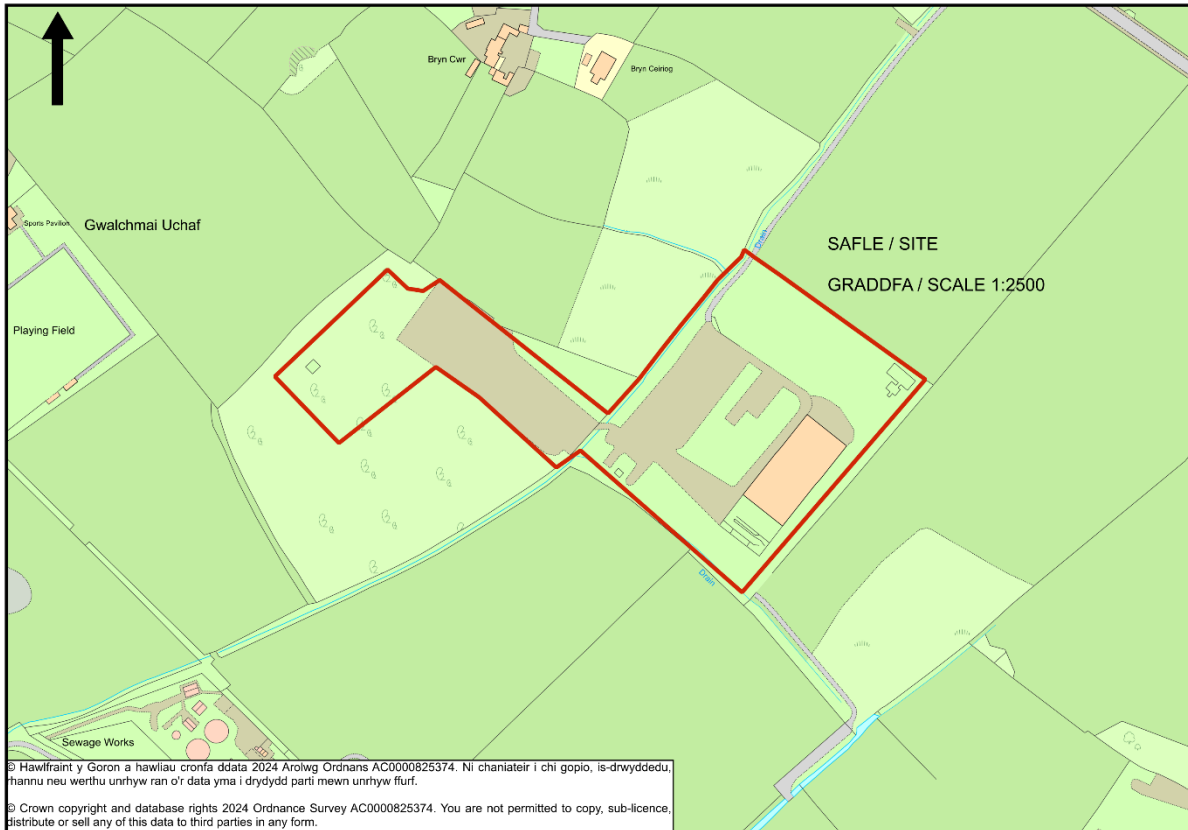 Bryn Cwr
Bryn Ceiriog
Sports Pavilion
Gwalchmai Uchaf
Drain
SAFLE / SITE
GRADDFA / SCALE 1:2500
Playing Field
Drain
Sewage Works
© Hawlfraint y Goron a hawliau cronfa ddata 2024 Arolwg Ordnans AC0000825374. Ni chaniateir i chi gopio, is-drwyddedu,
rhannu neu werthu unrhyw ran o'r data yma i drydydd parti mewn unrhyw ffurf.
© Crown copyright and database rights 2024 Ordnance Survey AC0000825374. You are not permitted to copy, sub-licence,
distribute or sell any of this data to third parties in any form.